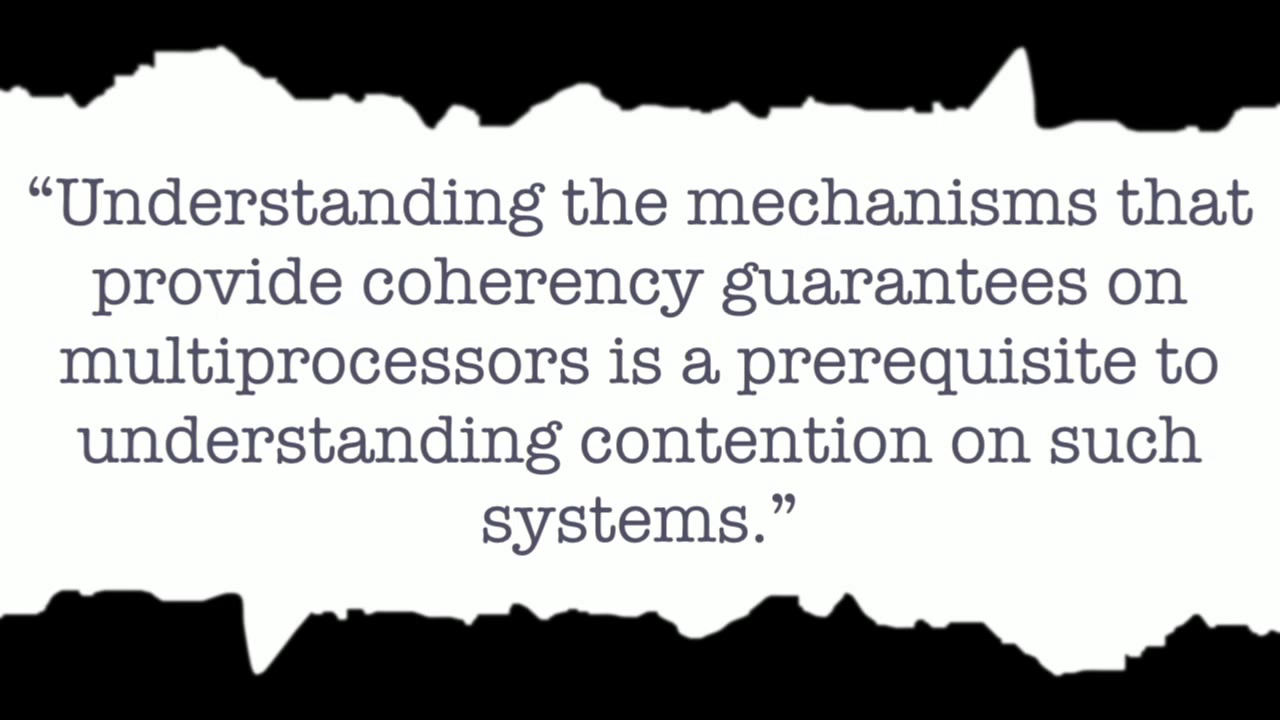 “Understanding the mechanisms that
provide coherency guarantees on
multiprocessors is a prerequisite to
understanding contention on such
systems.”